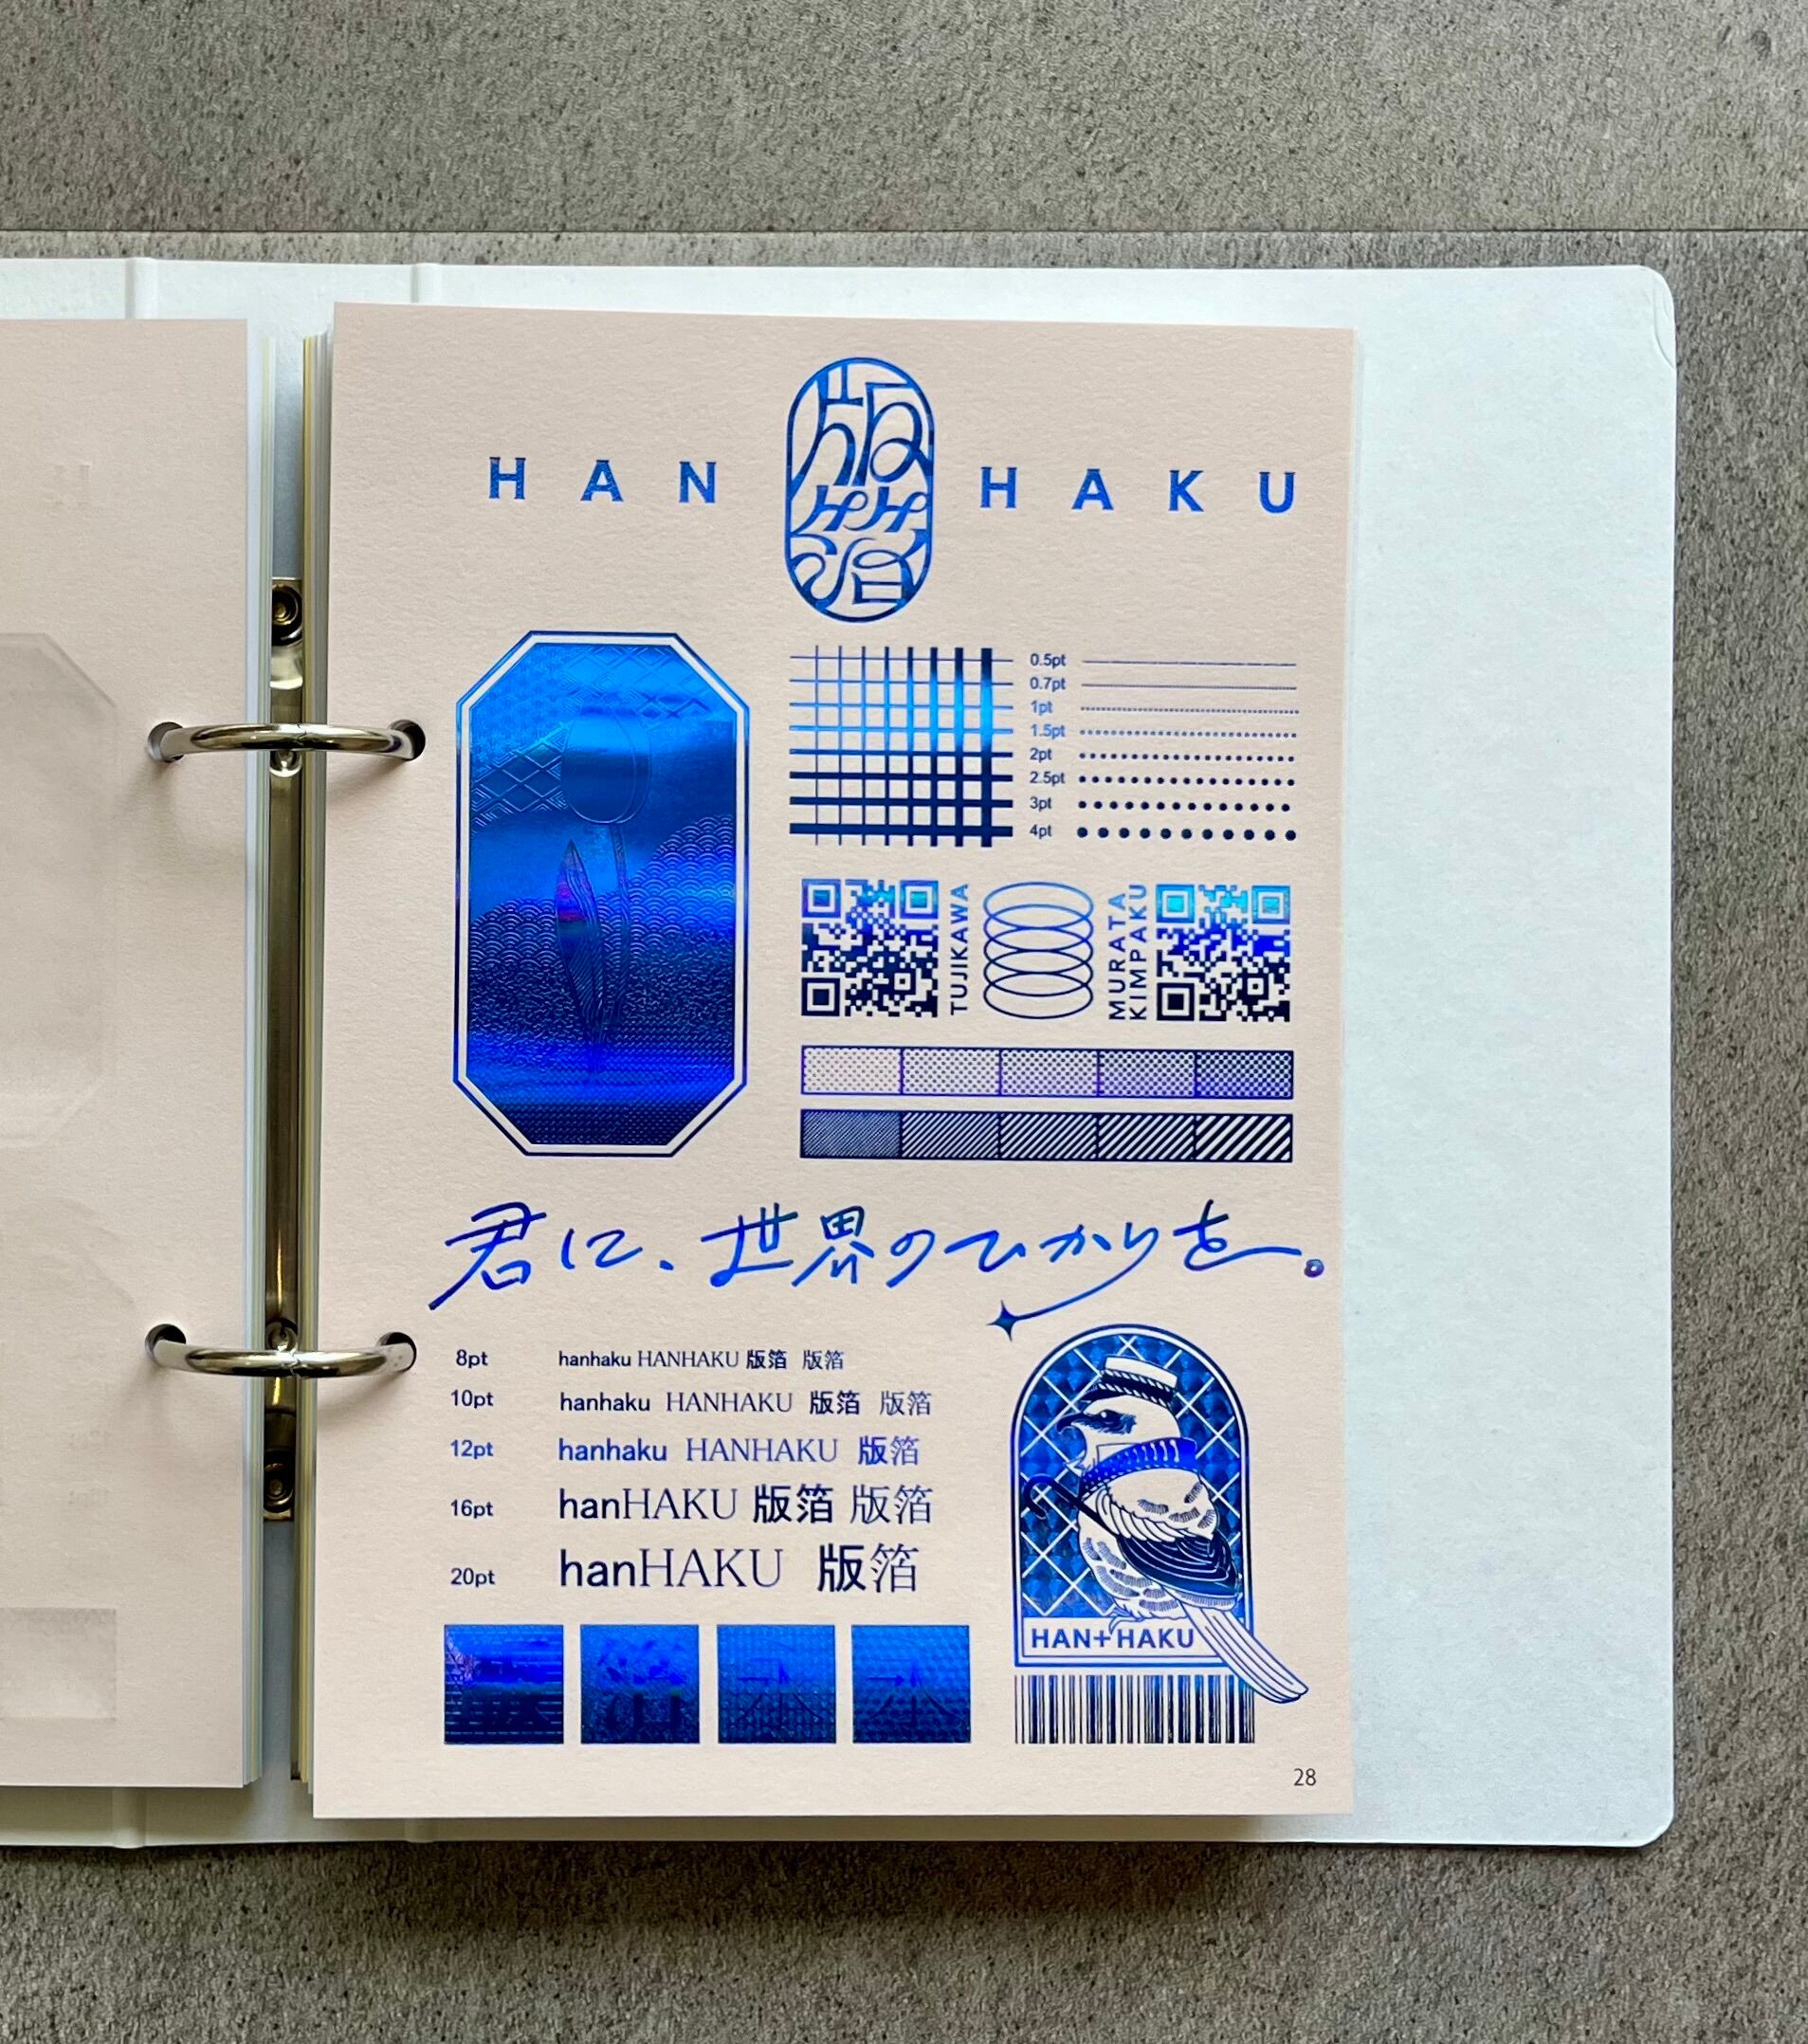 HAN 版箔 HAKU
0.5pt
0.7pt
1pt
1.5pt
2pt
2.5pt
3pt
4pt
TUJIKAWA
MURATA
KIMPAKU
君に、世界のひかりを。
8pt hanhaku HANHAKU 版箔 版箔
10pt hanhaku HANHAKU 版箔 版箔
12pt hanhaku HANHAKU 版箔
16pt hanHAKU 版箔 版箔
20pt hanHAKU 版箔
HAN+HAKU
28